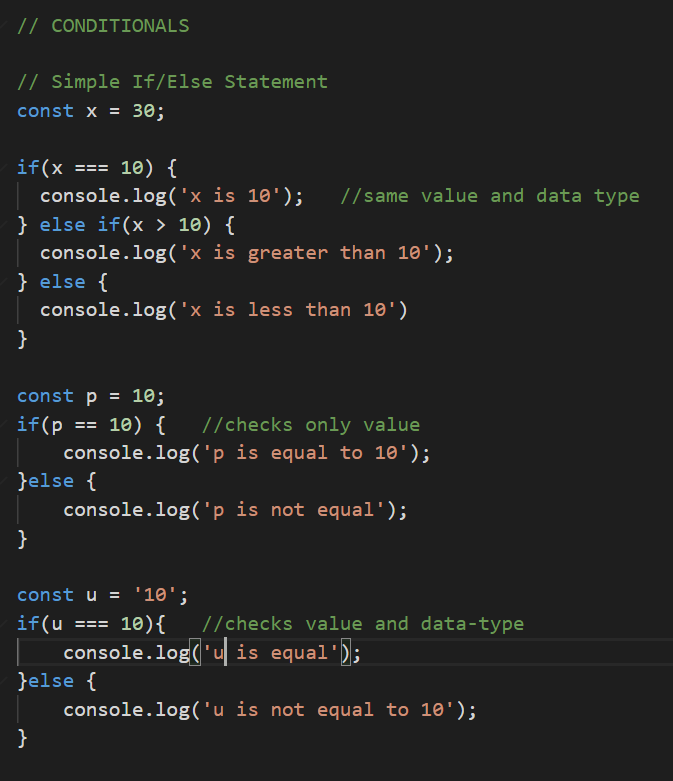 // CONDITIONALS
// Simple If/Else Statement
const x = 30;
if(x === 10) {
  console.log('x is 10');   //same value and data type
} else if(x > 10) {
  console.log('x is greater than 10');
} else {
  console.log('x is less than 10')
}
const p = 10;
if(p == 10) {   //checks only value
    console.log('p is equal to 10');
}else {
    console.log('p is not equal');
}
const u = '10';
if(u === 10){   //checks value and data-type
    console.log('u is equal');
}else {
    console.log('u is not equal to 10');
}